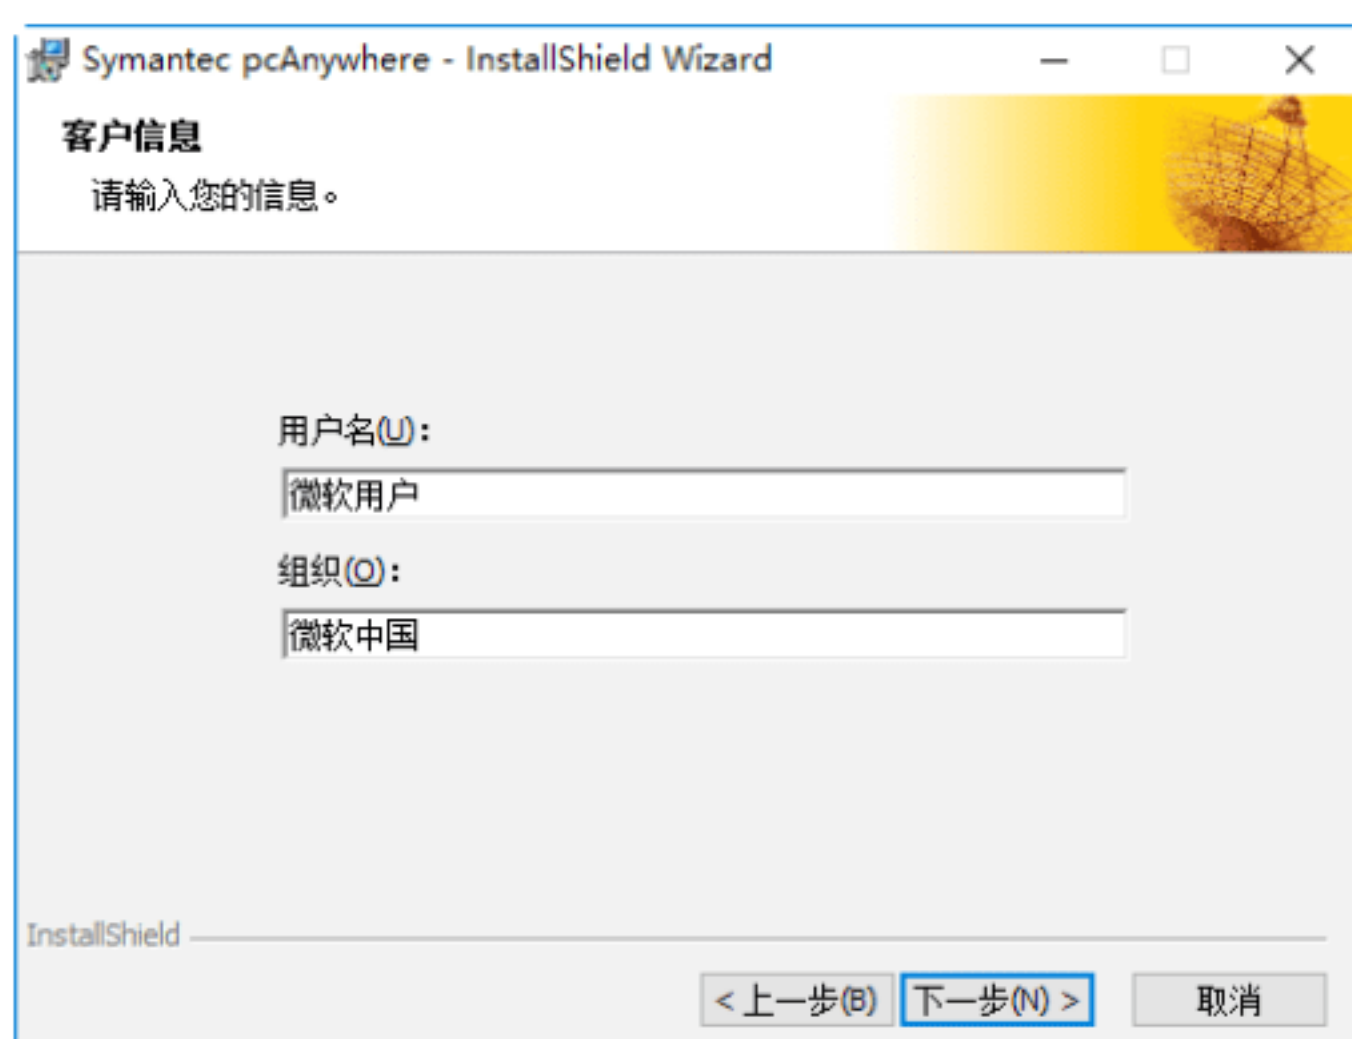 Symantec pcAnywhere - InstallShield Wizard
客户信息
请输入您的信息。
用户名(U)：
微软用户
组织(O)：
微软中国
InstallShield
< 上一步(B) 下一步(N) > 取消